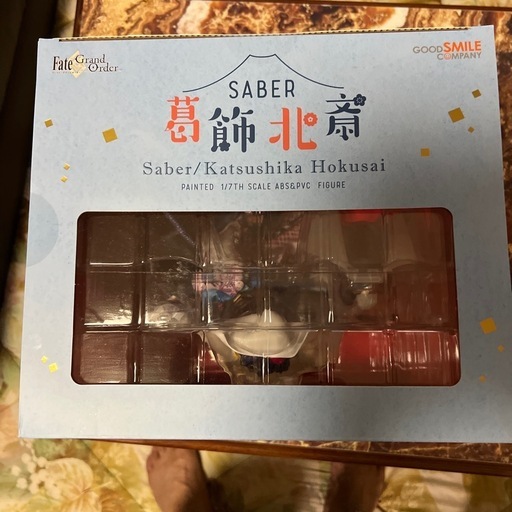 Fate Grand Order
GOOD SMILE COMPANY
SABER
葛飾北斎
Saber/Katsushika Hokusai
PAINTED 1/7TH SCALE ABS&PVC FIGURE